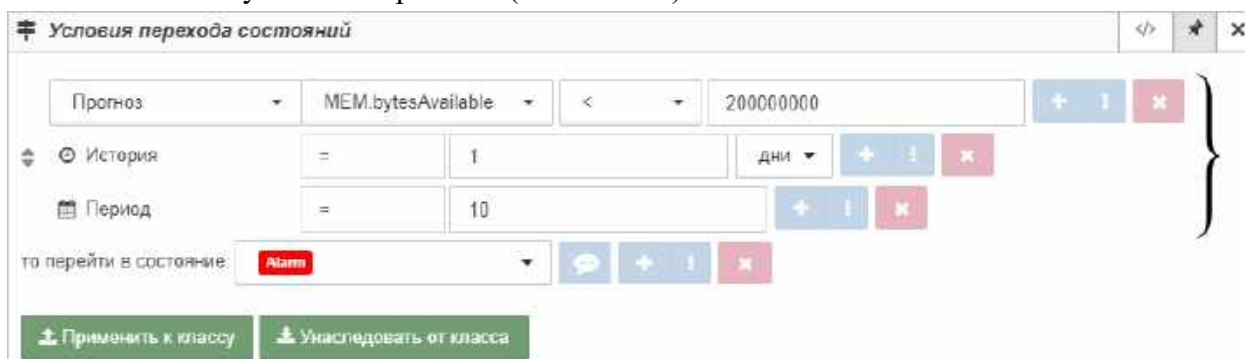 Условия перехода состояний </>
Прогноз MEM.bytesAvailable < 200000000
История = 1 дни
Период = 10
то перейти в состояние: Alarm
Применить к классу Унаследовать от класса